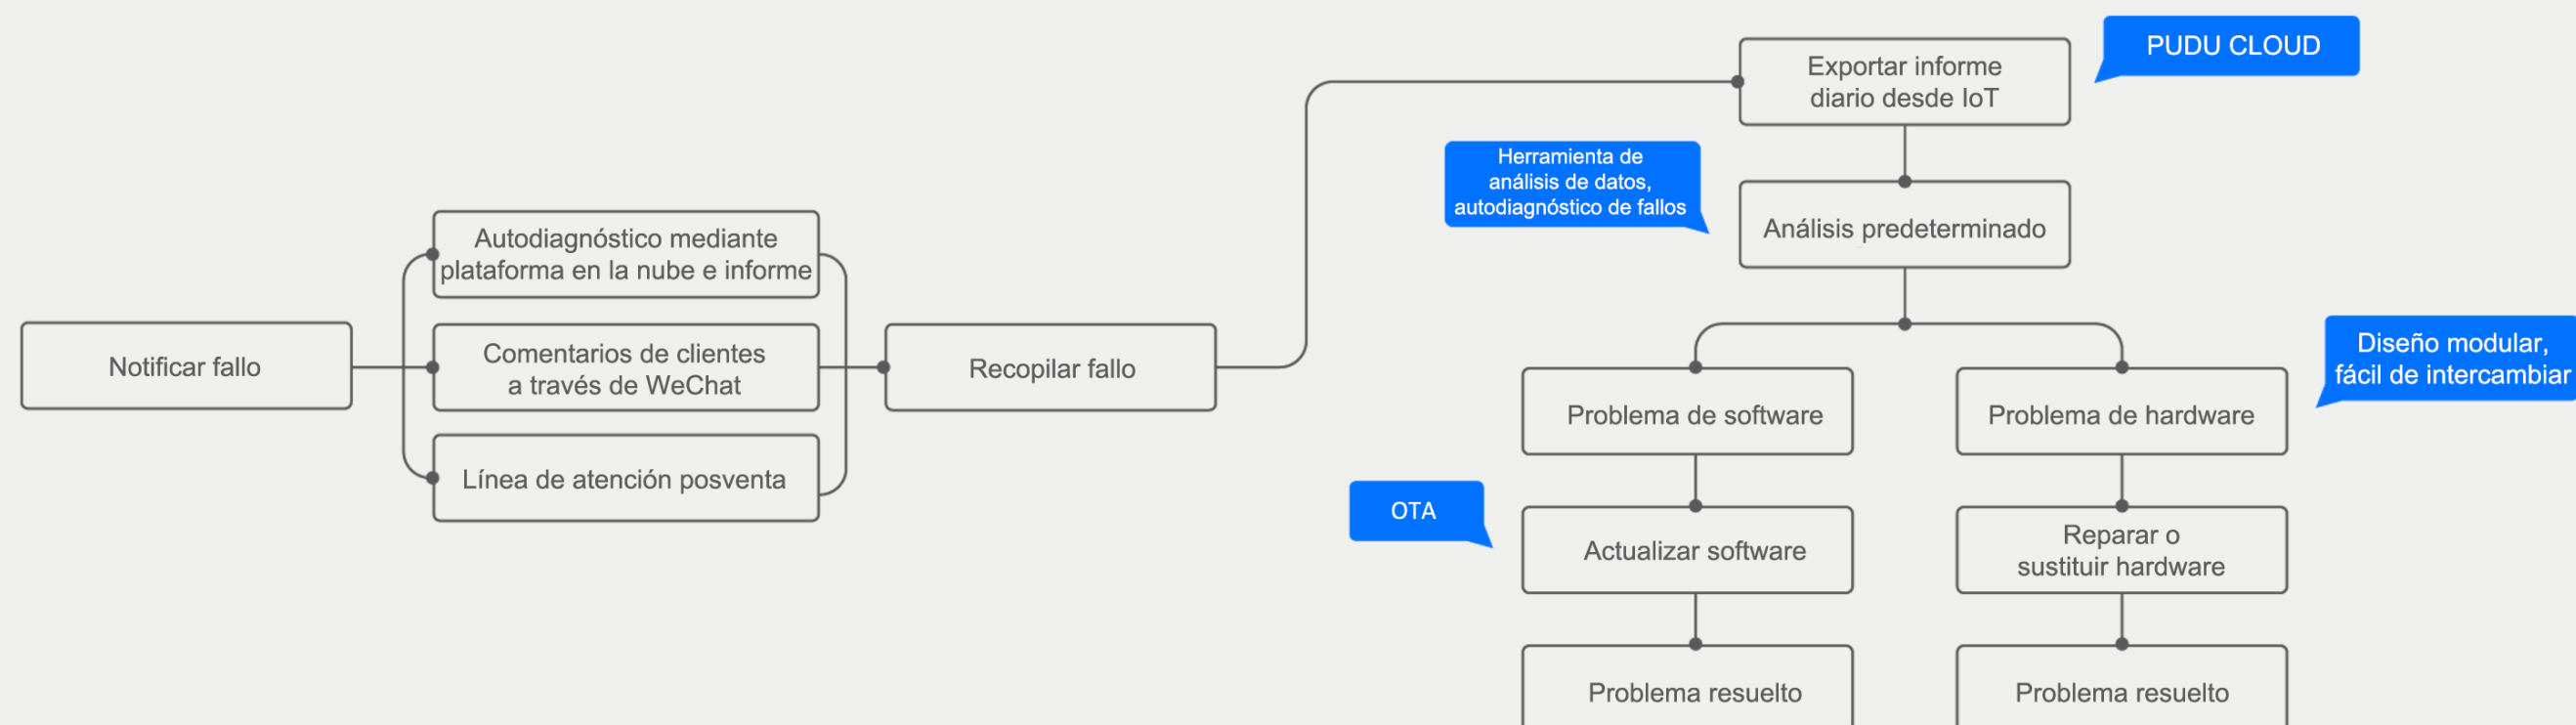 Notificar fallo
Autodiagnóstico mediante
plataforma en la nube e informe
Comentarios de clientes
a través de WeChat
Línea de atención posventa
Recopilar fallo
Exportar informe
diario desde IoT
PUDU CLOUD
Herramienta de
análisis de datos,
autodiagnóstico de fallos
Análisis predeterminado
Problema de software
Problema de hardware
Diseño modular,
fácil de intercambiar
OTA
Actualizar software
Reparar o
sustituir hardware
Problema resuelto
Problema resuelto